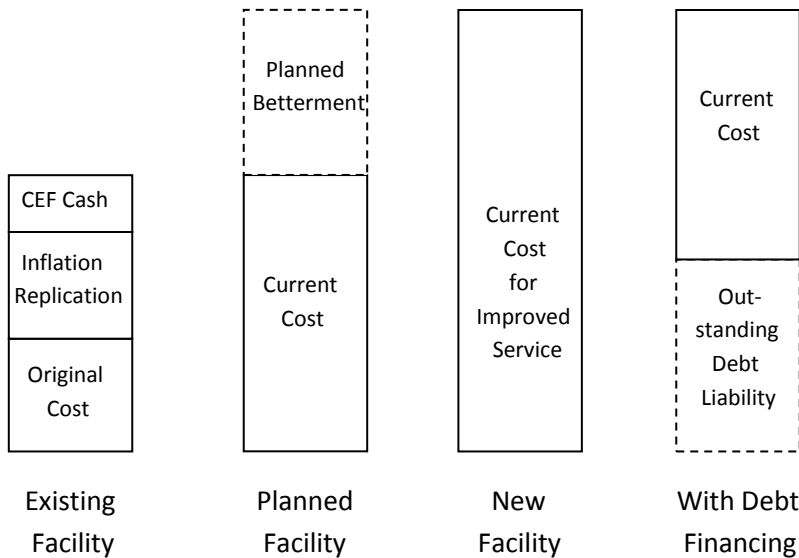 CEF Cash
Inflation
Replication
Original
Cost
Existing
Facility
Planned
Betterment
Current
Cost
Planned
Facility
Current
Cost
for
Improved
Service
New
Facility
Current
Cost
Out-
standing
Debt
Liability
With Debt
Financing